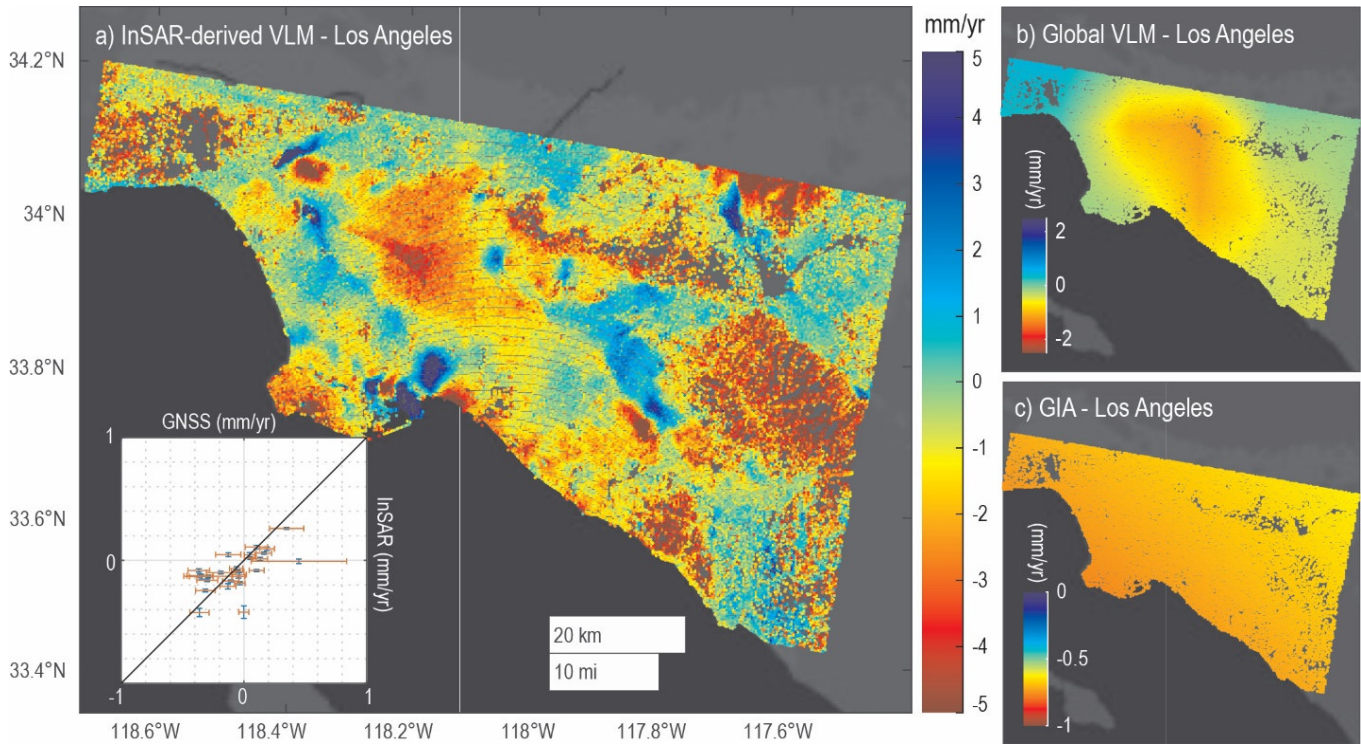 a) InSAR-derived VLM - Los Angeles
34.2°N
34°N
33.8°N
33.6°N
33.4°N
118.6°W
118.4°W
118.2°W
118°W
117.8°W
117.6°W
GNSS (mm/yr)
InSAR (mm/yr)
1
0
-1
0
1
20 km
10 mi
mm/yr
5
4
3
2
1
0
-1
-2
-3
-4
-5
b) Global VLM - Los Angeles
(mm/yr)
2
0
-2
c) GIA - Los Angeles
(mm/yr)
0
-0.5
-1